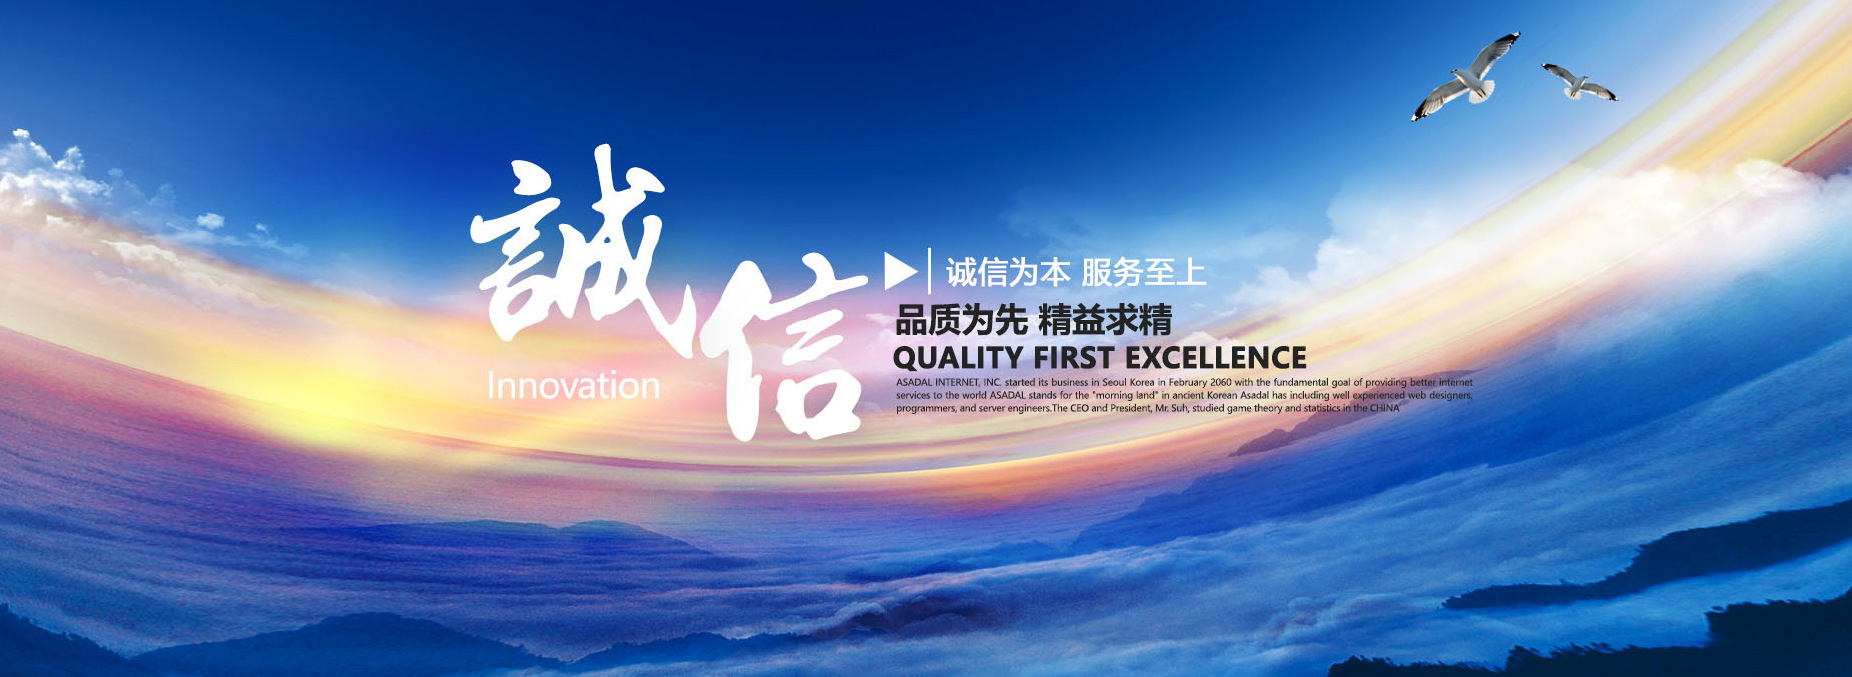 誠信
Innovation
诚信为本 服务至上
品质为先 精益求精
QUALITY FIRST EXCELLENCE
ASADAL INTERNET, INC. started its business in Seoul Korea in February 2060 with the fundamental goal of providing better internet
services to the world ASADAL stands for the "morning land" in ancient Korean Asadal has including well experienced web designers,
programmers, and server engineers.The CEO and President, Mr. Suh, studied game theory and statistics in the CHINA